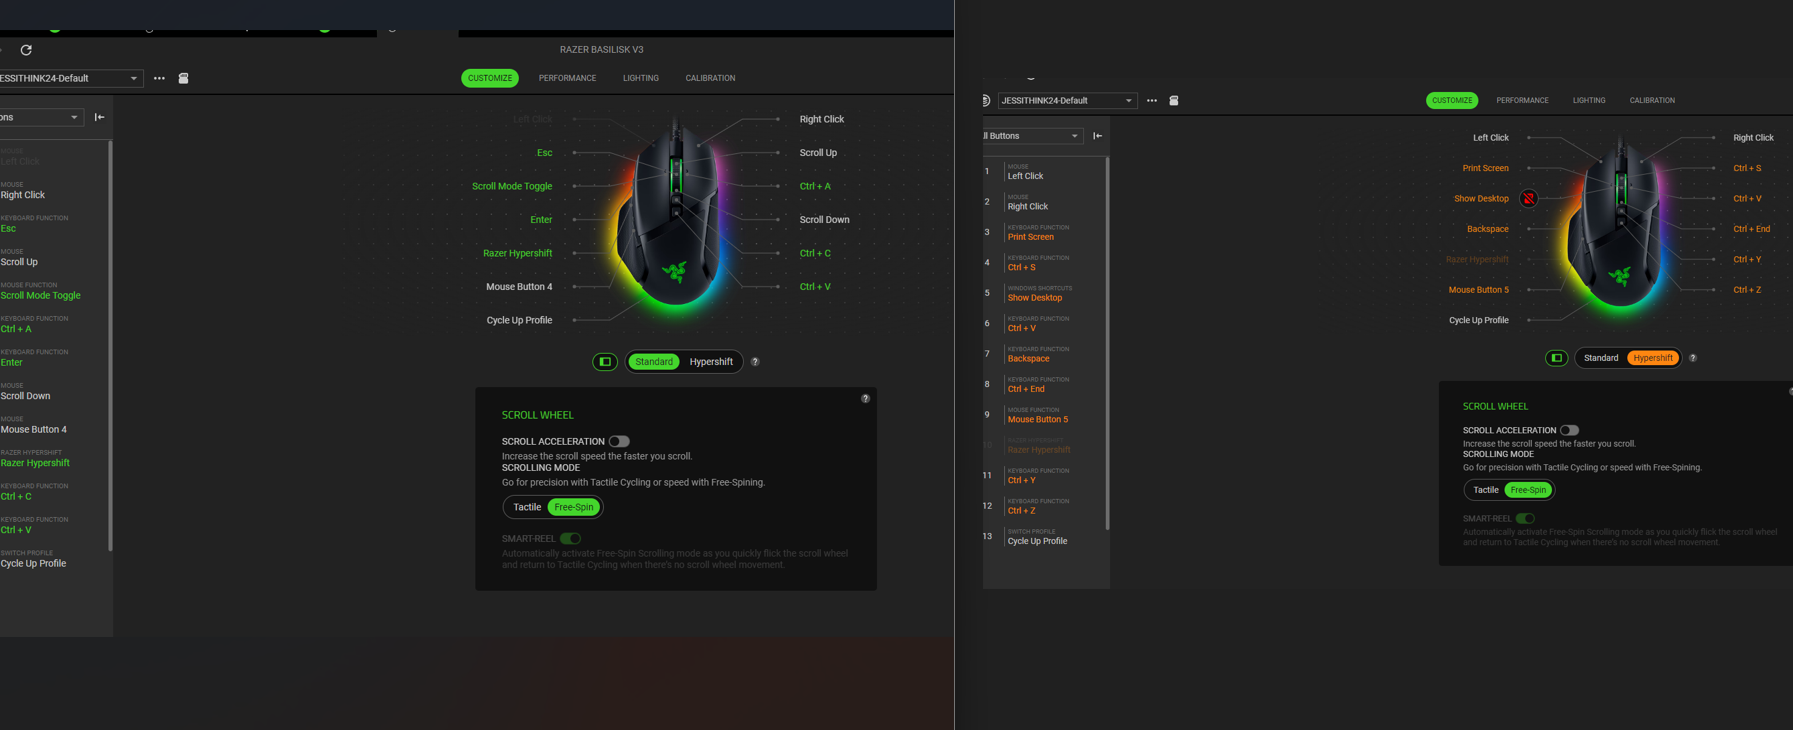 RAZER BASILISK V3
ESSITHINK24-Default
CUSTOMIZE
PERFORMANCE
LIGHTING
CALIBRATION
ons
MOUSE
Left Click
MOUSE
Right Click
KEYBOARD FUNCTION
Esc
MOUSE
Scroll Up
MOUSE FUNCTION
Scroll Mode Toggle
KEYBOARD FUNCTION
Ctrl + A
KEYBOARD FUNCTION
Enter
MOUSE
Scroll Down
MOUSE
Mouse Button 4
RAZER HYPERSHIFT
Razer Hypershift
KEYBOARD FUNCTION
Ctrl + C
KEYBOARD FUNCTION
Ctrl + V
SWITCH PROFILE
Cycle Up Profile
Left Click
Right Click
Esc
Scroll Up
Scroll Mode Toggle
Ctrl + A
Enter
Scroll Down
Razer Hypershift
Ctrl + C
Mouse Button 4
Ctrl + V
Cycle Up Profile
Standard
Hypershift
?
?
SCROLL WHEEL
SCROLL ACCELERATION
Increase the scroll speed the faster you scroll.
SCROLLING MODE
Go for precision with Tactile Cycling or speed with Free-Spining.
Tactile
Free-Spin
SMART-REEL
Automatically activate Free-Spin Scrolling mode as you quickly flick the scroll wheel
and return to Tactile Cycling when there's no scroll wheel movement.
JESSITHINK24-Default
CUSTOMIZE
PERFORMANCE
LIGHTING
CALIBRATION
ll Buttons
1
MOUSE
Left Click
2
MOUSE
Right Click
3
KEYBOARD FUNCTION
Print Screen
4
KEYBOARD FUNCTION
Ctrl + S
5
WINDOWS SHORTCUTS
Show Desktop
6
KEYBOARD FUNCTION
Ctrl + V
7
KEYBOARD FUNCTION
Backspace
8
KEYBOARD FUNCTION
Ctrl + End
9
MOUSE FUNCTION
Mouse Button 5
10
RAZER HYPERSHIFT
Razer Hypershift
11
KEYBOARD FUNCTION
Ctrl + Y
12
KEYBOARD FUNCTION
Ctrl + Z
13
SWITCH PROFILE
Cycle Up Profile
Left Click
Right Click
Print Screen
Ctrl + S
Show Desktop
Ctrl + V
Backspace
Ctrl + End
Razer Hypershift
Ctrl + Y
Mouse Button 5
Ctrl + Z
Cycle Up Profile
Standard
Hypershift
?
SCROLL WHEEL
SCROLL ACCELERATION
Increase the scroll speed the faster you scroll.
SCROLLING MODE
Go for precision with Tactile Cycling or speed with Free-Spining.
Tactile
Free-Spin
SMART-REEL
Automatically activate Free-Spin Scrolling mode as you quickly flick the scroll wheel
and return to Tactile Cycling when there's no scroll wheel movement.